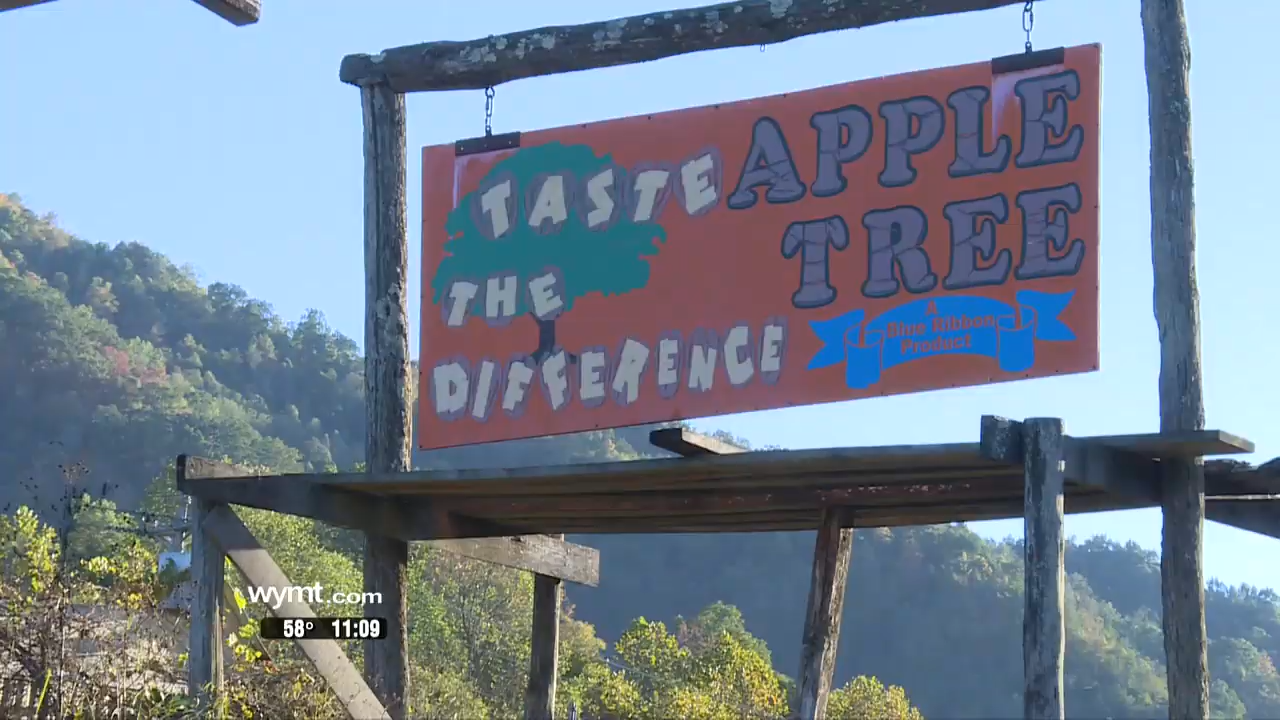 TASTE
THE
DIFFERENCE
APPLE
TREE
A
Blue Ribbon
Product
wymt.com
58° 11:09